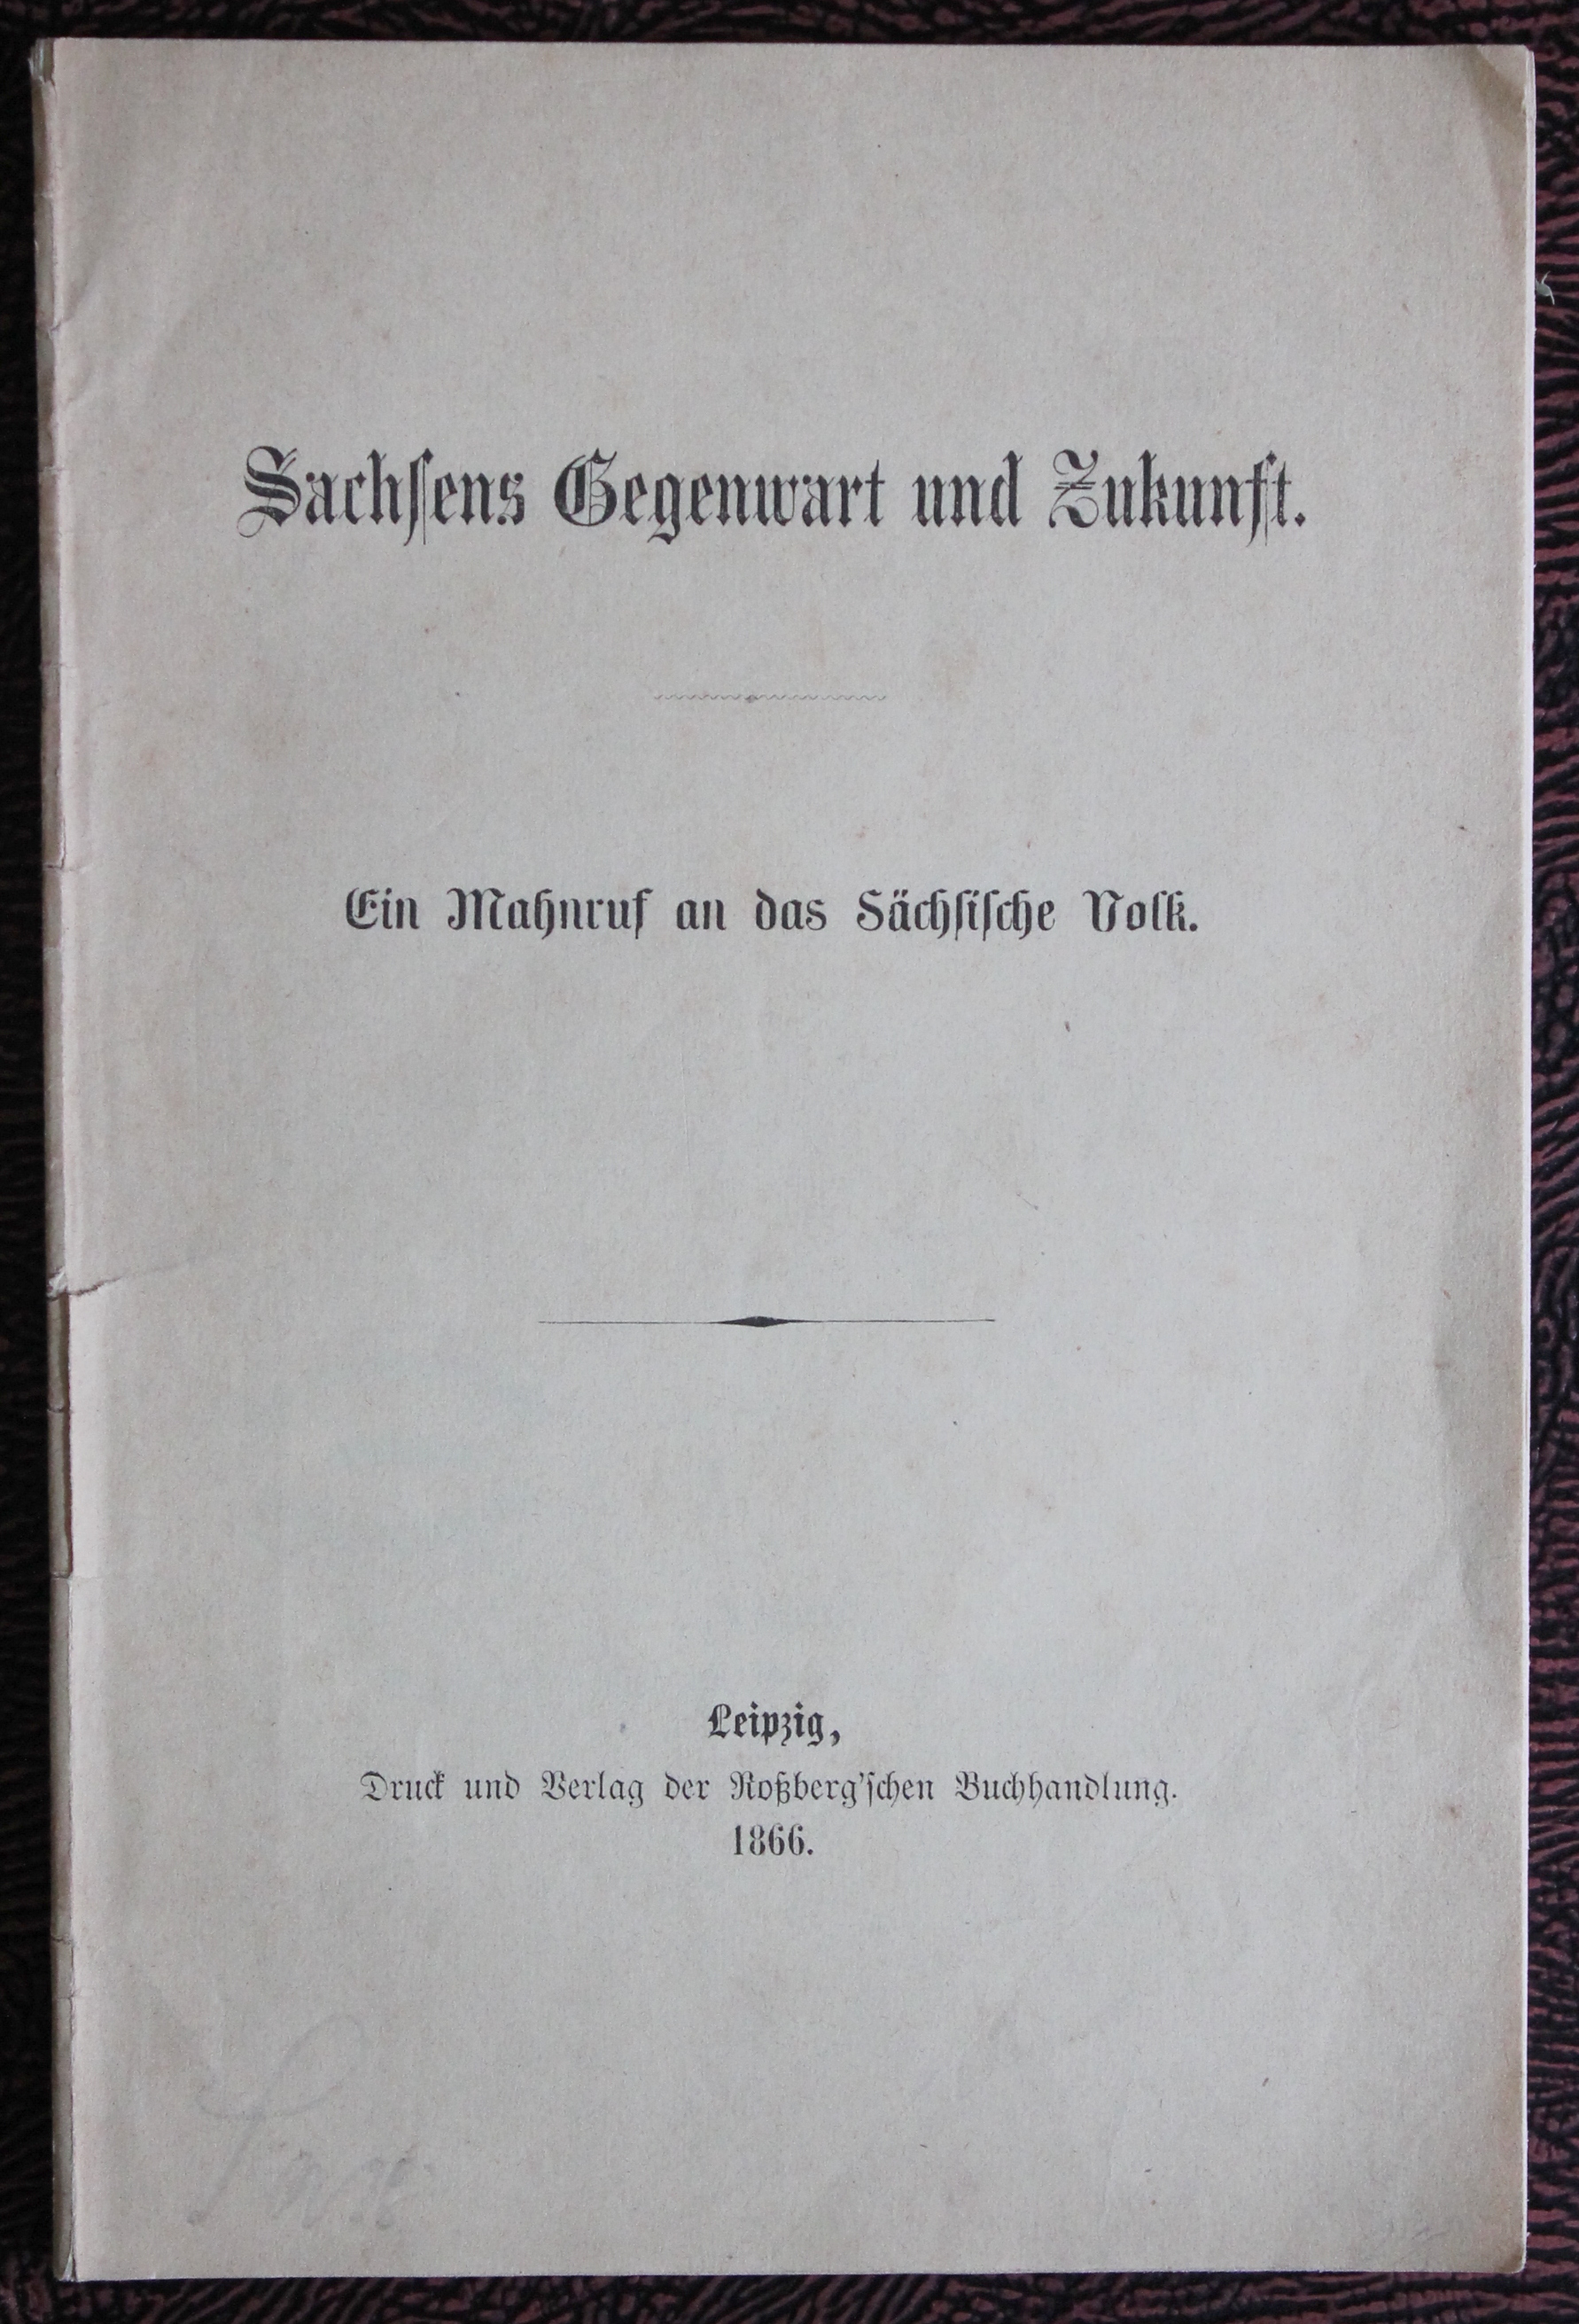 Sachſens Gegenwart und Zukunft.
Ein Mahnruf an das Sächſiſche Volk.
Leipzig,
Druck und Verlag der Roßberg'ſchen Buchhandlung.
1866.